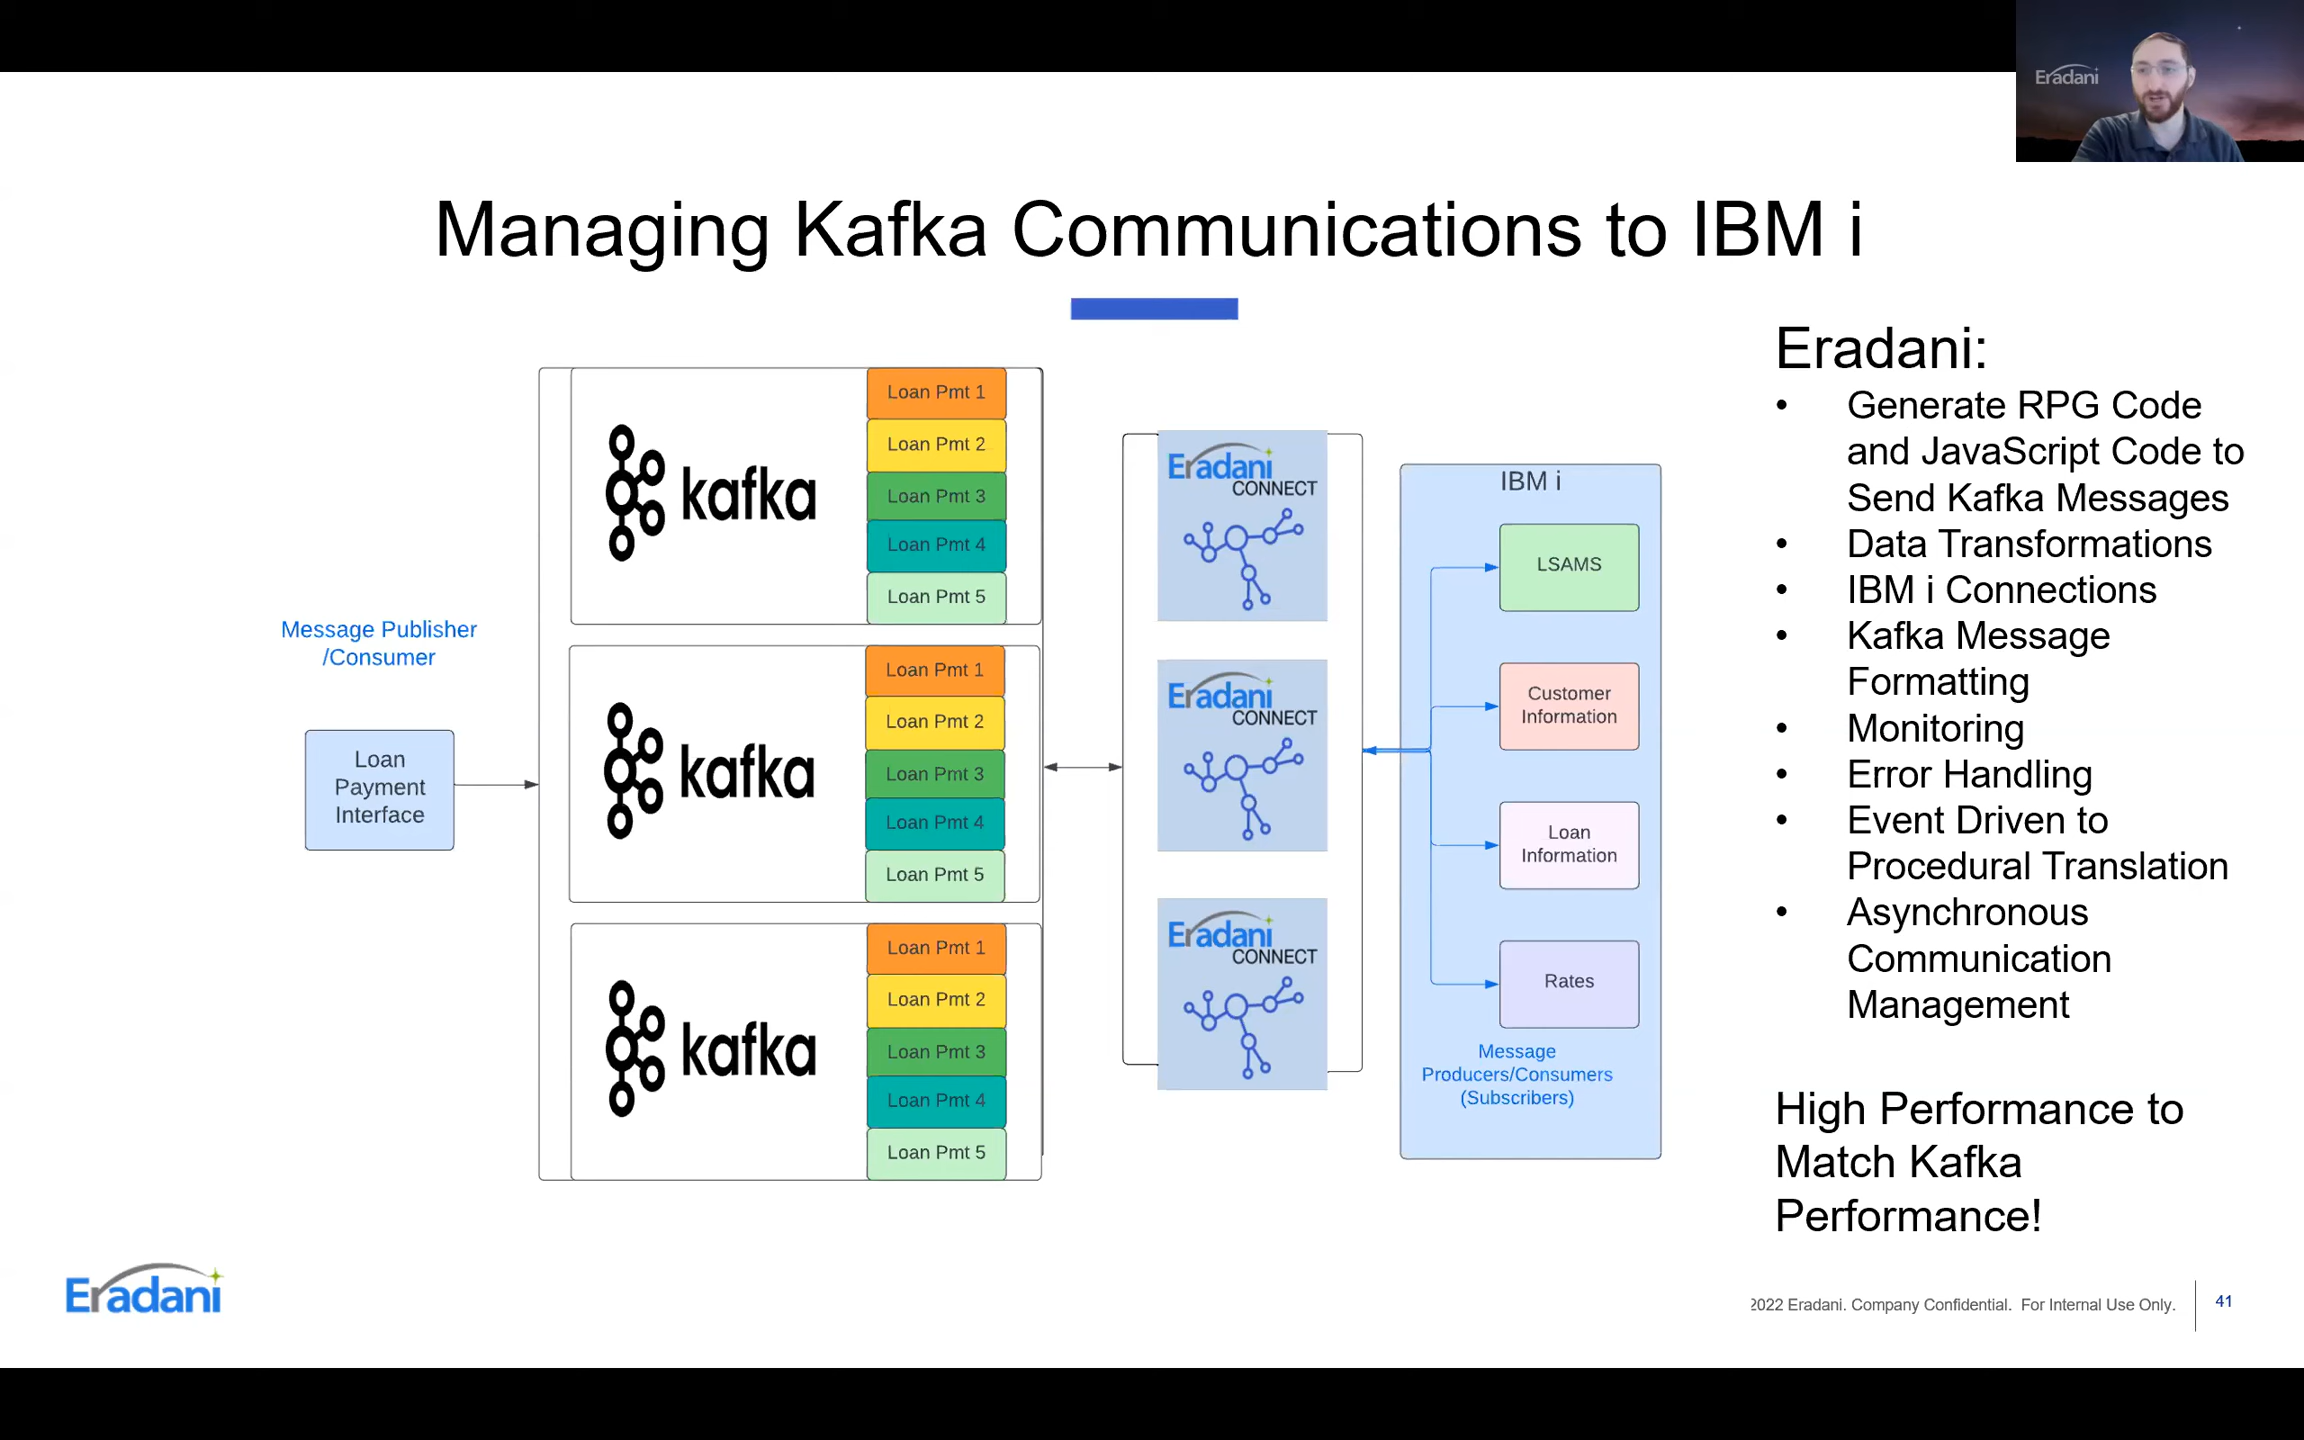 Eradani
Managing Kafka Communications to IBM i
Message Publisher
/Consumer
Loan
Payment
Interface
kafka
Loan Pmt 1
Loan Pmt 2
Loan Pmt 3
Loan Pmt 4
Loan Pmt 5
kafka
Loan Pmt 1
Loan Pmt 2
Loan Pmt 3
Loan Pmt 4
Loan Pmt 5
kafka
Loan Pmt 1
Loan Pmt 2
Loan Pmt 3
Loan Pmt 4
Loan Pmt 5
Eradani
CONNECT
Eradani
CONNECT
Eradani
CONNECT
IBM i
LSAMS
Customer
Information
Loan
Information
Rates
Message
Producers/Consumers
(Subscribers)
Eradani:
• Generate RPG Code
and JavaScript Code to
Send Kafka Messages
• Data Transformations
• IBM i Connections
• Kafka Message
Formatting
• Monitoring
• Error Handling
• Event Driven to
Procedural Translation
• Asynchronous
Communication
Management
High Performance to
Match Kafka
Performance!
Eradani
2022 Eradani. Company Confidential. For Internal Use Only.
41